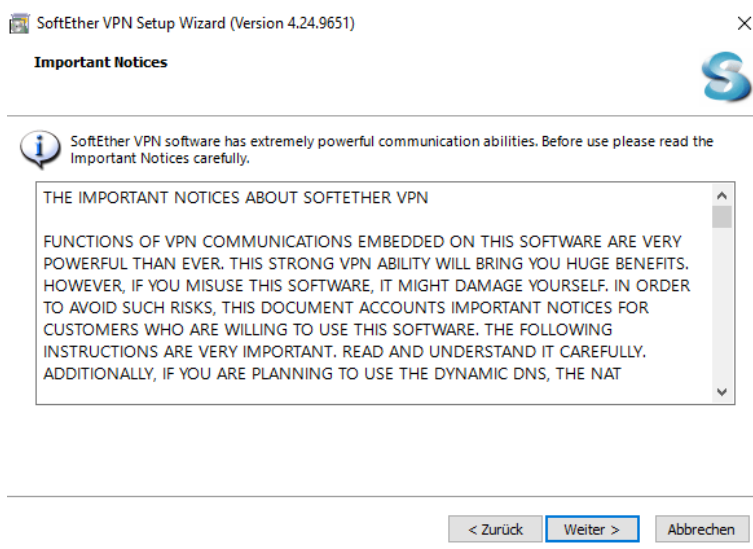 SoftEther VPN Setup Wizard (Version 4.24.9651)
Important Notices
SoftEther VPN software has extremely powerful communication abilities. Before use please read the
Important Notices carefully.
THE IMPORTANT NOTICES ABOUT SOFTETHER VPN
FUNCTIONS OF VPN COMMUNICATIONS EMBEDDED ON THIS SOFTWARE ARE VERY
POWERFUL THAN EVER. THIS STRONG VPN ABILITY WILL BRING YOU HUGE BENEFITS.
HOWEVER, IF YOU MISUSE THIS SOFTWARE, IT MIGHT DAMAGE YOURSELF. IN ORDER
TO AVOID SUCH RISKS, THIS DOCUMENT ACCOUNTS IMPORTANT NOTICES FOR
CUSTOMERS WHO ARE WILLING TO USE THIS SOFTWARE. THE FOLLOWING
INSTRUCTIONS ARE VERY IMPORTANT. READ AND UNDERSTAND IT CAREFULLY.
ADDITIONALLY, IF YOU ARE PLANNING TO USE THE DYNAMIC DNS, THE NAT
< Zurück Weiter > Abbrechen